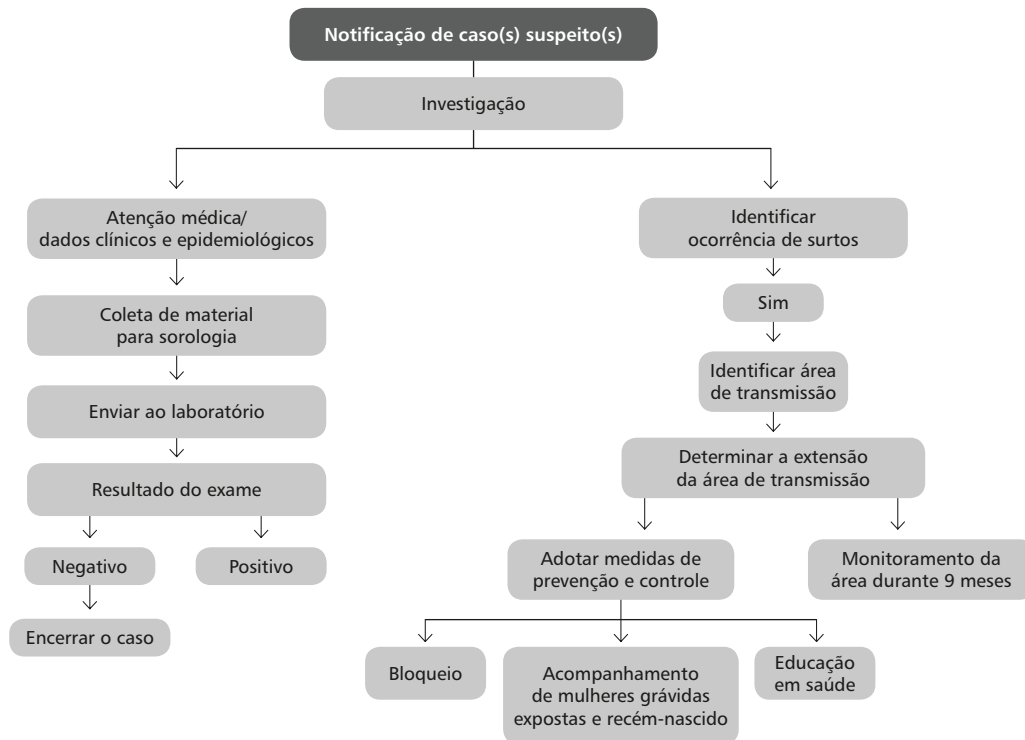 Notificação de caso(s) suspeito(s)
Investigação
Atenção médica/
dados clínicos e epidemiológicos
Coleta de material
para sorologia
Enviar ao laboratório
Resultado do exame
Negativo
Positivo
Encerrar o caso
Identificar
ocorrência de surtos
Sim
Identificar área
de transmissão
Determinar a extensão
da área de transmissão
Adotar medidas de
prevenção e controle
Monitoramento da
área durante 9 meses
Bloqueio
Acompanhamento
de mulheres grávidas
expostas e recém-nascido
Educação
em saúde